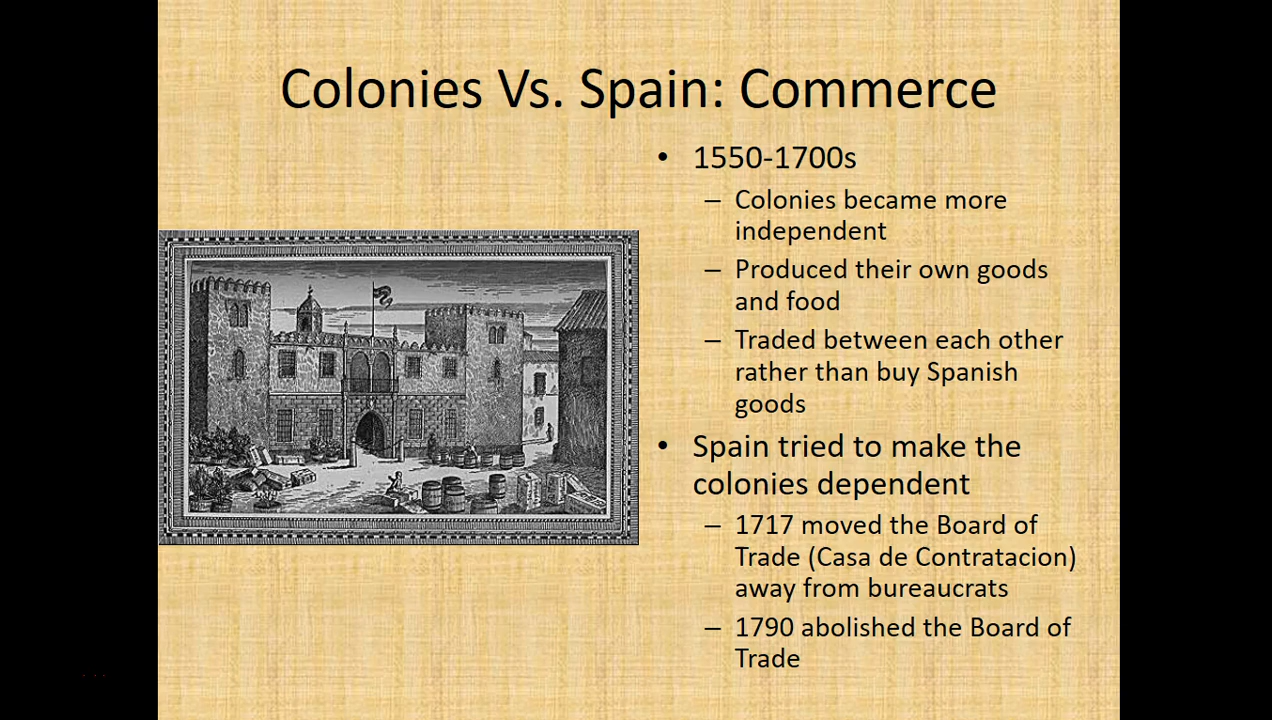 Colonies Vs. Spain: Commerce
• 1550-1700s
– Colonies became more
independent
– Produced their own goods
and food
– Traded between each other
rather than buy Spanish
goods
• Spain tried to make the
colonies dependent
– 1717 moved the Board of
Trade (Casa de Contratacion)
away from bureaucrats
– 1790 abolished the Board of
Trade